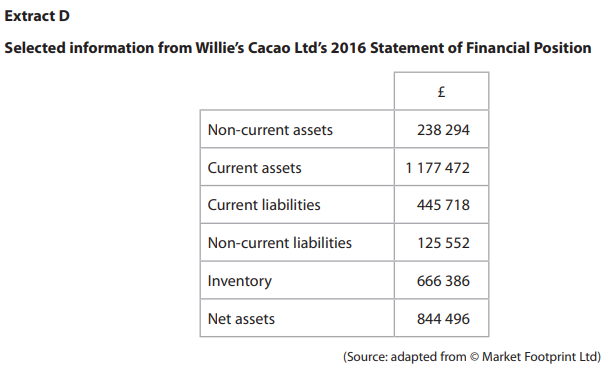 Extract D
Selected information from Willie's Cacao Ltd's 2016 Statement of Financial Position
£
Non-current assets 238 294
Current assets 1 177 472
Current liabilities 445 718
Non-current liabilities 125 552
Inventory 666 386
Net assets 844 496
(Source: adapted from © Market Footprint Ltd)